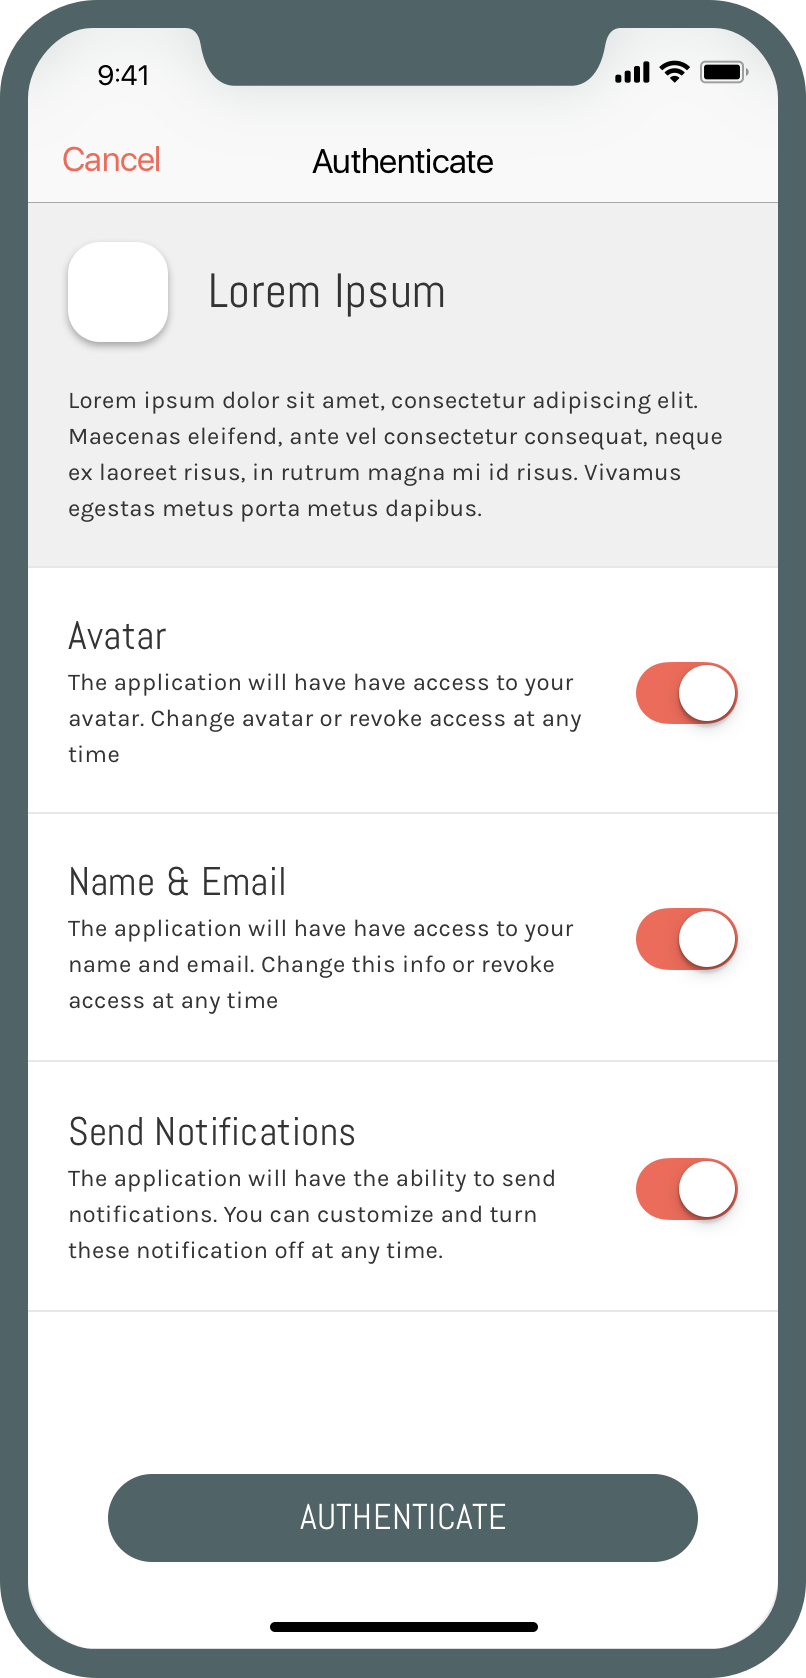 9:41
Cancel
Authenticate
Lorem Ipsum
Lorem ipsum dolor sit amet, consectetur adipiscing elit.
Maecenas eleifend, ante vel consectetur consequat, neque
ex laoreet risus, in rutrum magna mi id risus. Vivamus
egestas metus porta metus dapibus.
Avatar
The application will have have access to your
avatar. Change avatar or revoke access at any
time
Name & Email
The application will have have access to your
name and email. Change this info or revoke
access at any time
Send Notifications
The application will have the ability to send
notifications. You can customize and turn
these notification off at any time.
AUTHENTICATE